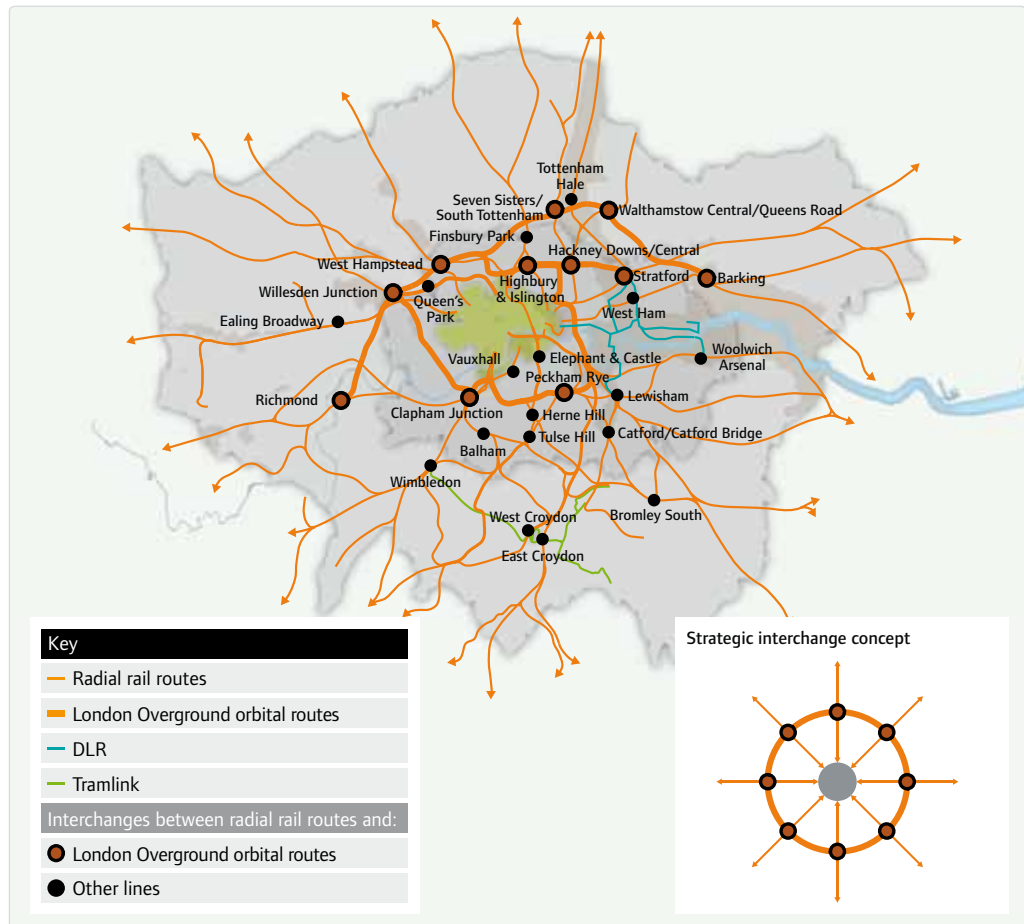 Tottenham
Hale
Seven Sisters/
South Tottenham
Walthamstow Central/Queens Road
Finsbury Park
Hackney Downs/Central
West Hampstead
Highbury
& Islington
Stratford
Barking
Willesden Junction
Queen's
Park
West Ham
Ealing Broadway
Vauxhall
Elephant & Castle
Woolwich
Arsenal
Peckham Rye
Richmond
Clapham Junction
Lewisham
Herne Hill
Balham
Tulse Hill
Catford/Catford Bridge
Wimbledon
West Croydon
Bromley South
East Croydon
Key
Radial rail routes
London Overground orbital routes
DLR
Tramlink
Interchanges between radial rail routes and:
London Overground orbital routes
Other lines
Strategic interchange concept